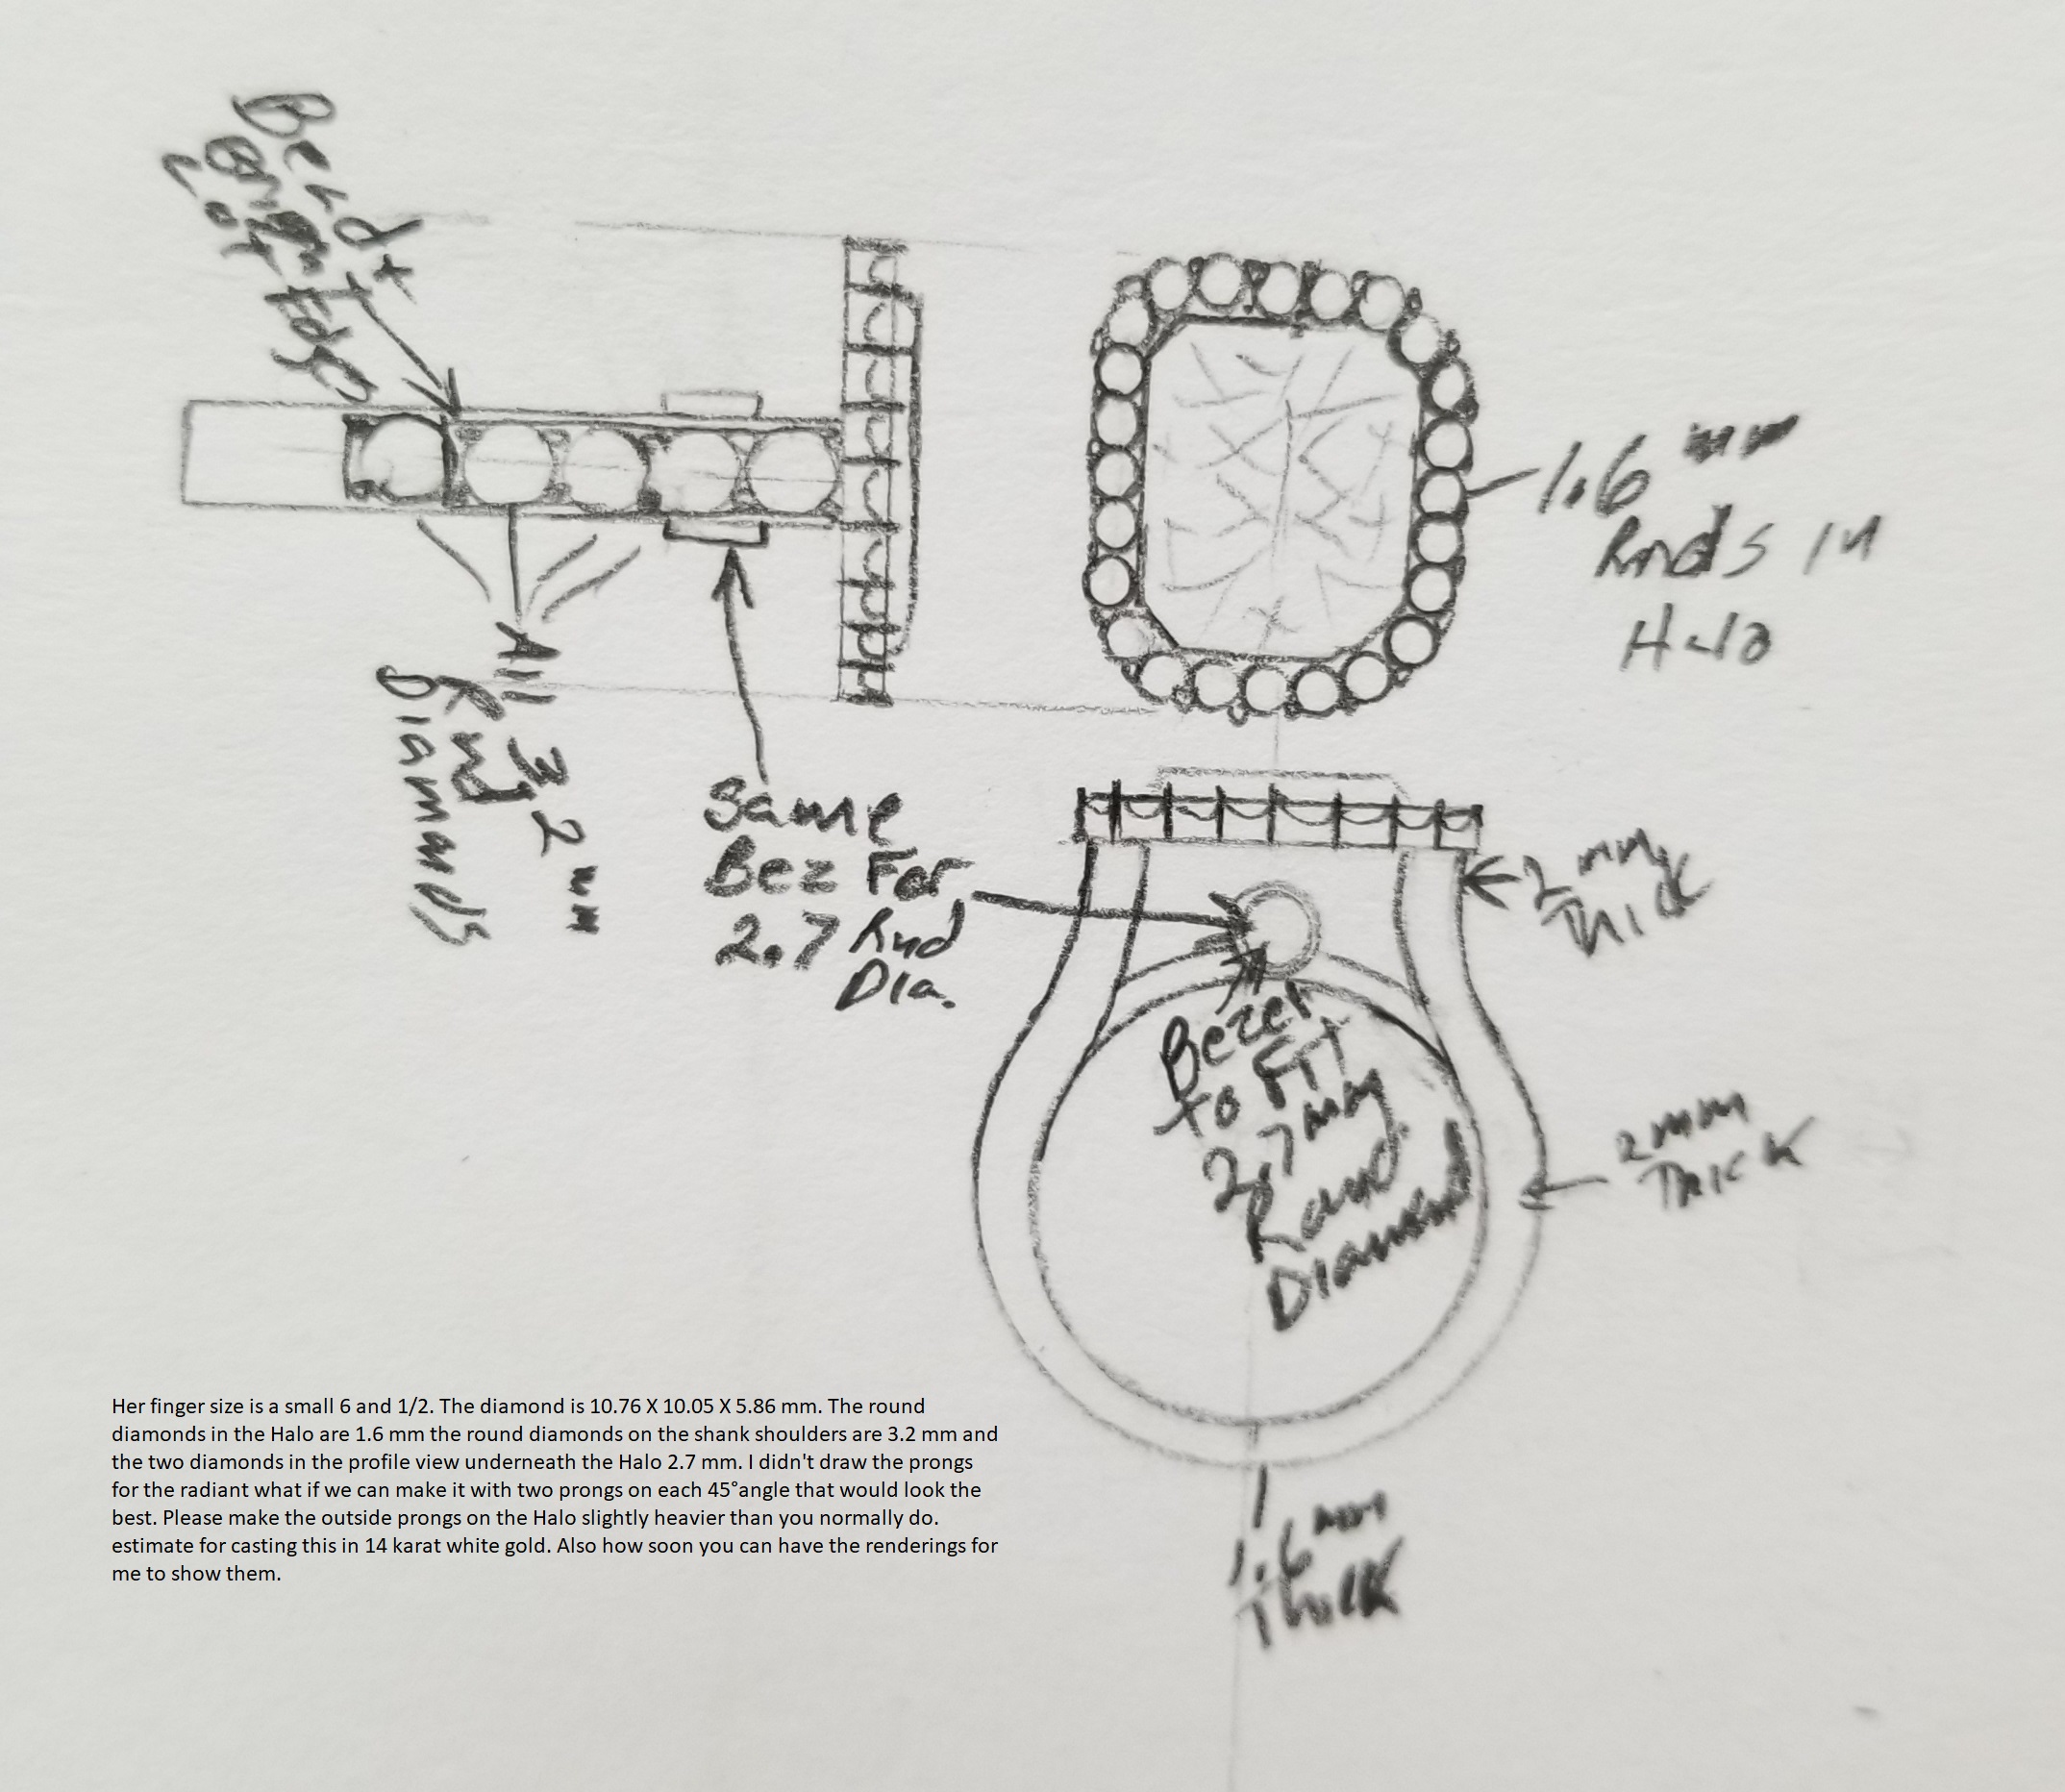 Bead +
Bright Edge
Cut
All 3.2 mm
Rnd
Diamonds
1.6 mm
Rnds in
Halo
Same
Bez For
2.7 Rnd
Dia.
2 mm
Thick
Bezel
to Fit
2.7 mm
Round
Diamond
2 mm
Thick
1.6 mm
Thick
Her finger size is a small 6 and 1/2. The diamond is 10.76 X 10.05 X 5.86 mm. The round
diamonds in the Halo are 1.6 mm the round diamonds on the shank shoulders are 3.2 mm and
the two diamonds in the profile view underneath the Halo 2.7 mm. I didn't draw the prongs
for the radiant what if we can make it with two prongs on each 45°angle that would look the
best. Please make the outside prongs on the Halo slightly heavier than you normally do.
estimate for casting this in 14 karat white gold. Also how soon you can have the renderings for
me to show them.